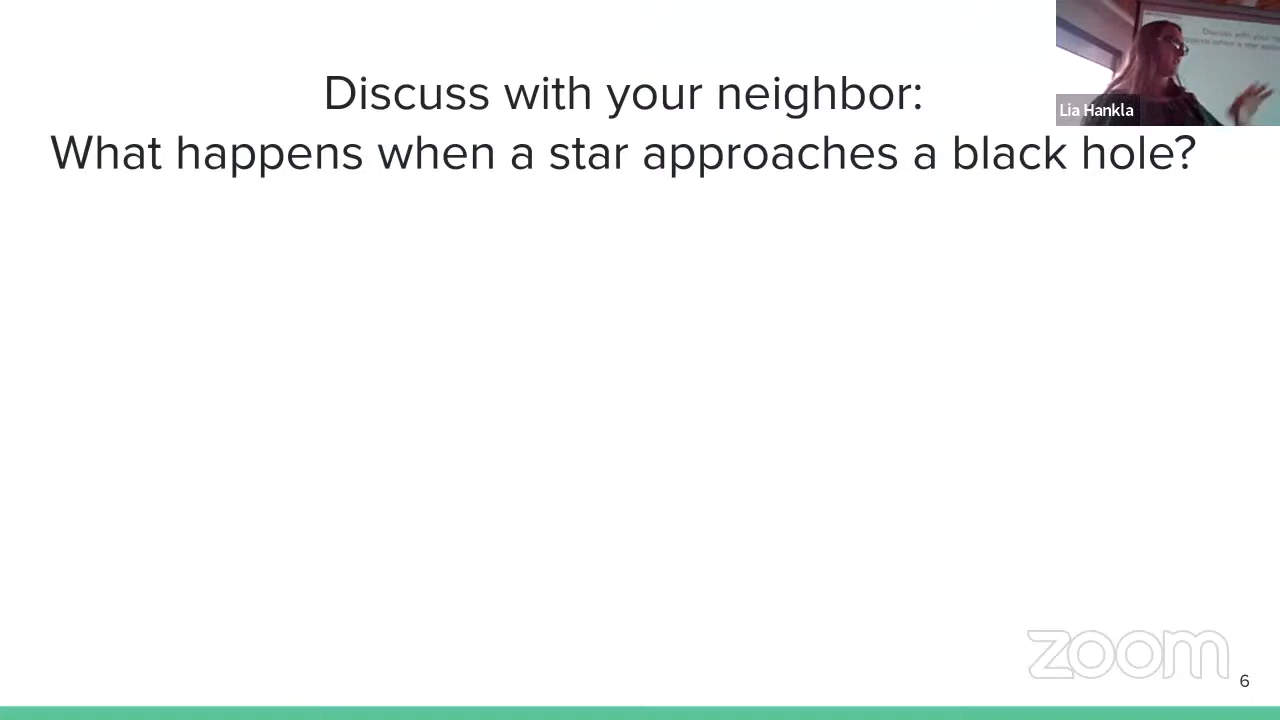 Discuss with your neighbor:
What happens when a star approaches a black hole?
Lia Hankla
zoom
6